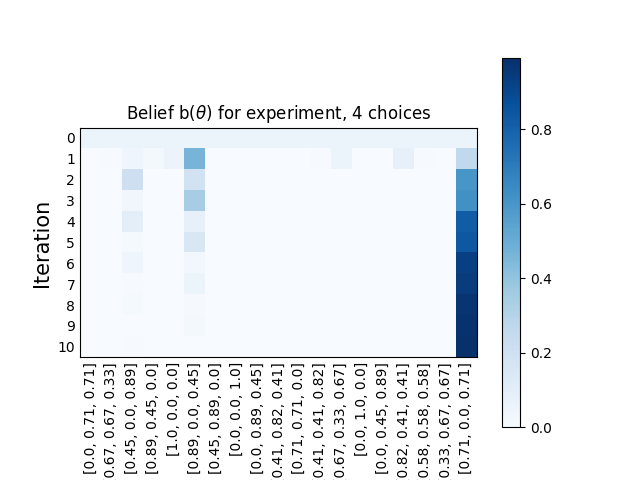 Belief b(θ) for experiment, 4 choices
Iteration
0
1
2
3
4
5
6
7
8
9
10
[0.0, 0.71, 0.71]
0.67, 0.67, 0.33]
[0.45, 0.0, 0.89]
[0.89, 0.45, 0.0]
[1.0, 0.0, 0.0]
[0.89, 0.0, 0.45]
[0.45, 0.89, 0.0]
[0.0, 0.0, 1.0]
[0.0, 0.89, 0.45]
0.41, 0.82, 0.41]
[0.71, 0.71, 0.0]
0.41, 0.41, 0.82]
0.67, 0.33, 0.67]
[0.0, 1.0, 0.0]
[0.0, 0.45, 0.89]
0.82, 0.41, 0.41]
0.58, 0.58, 0.58]
0.33, 0.67, 0.67]
[0.71, 0.0, 0.71]
0.8
0.6
0.4
0.2
0.0